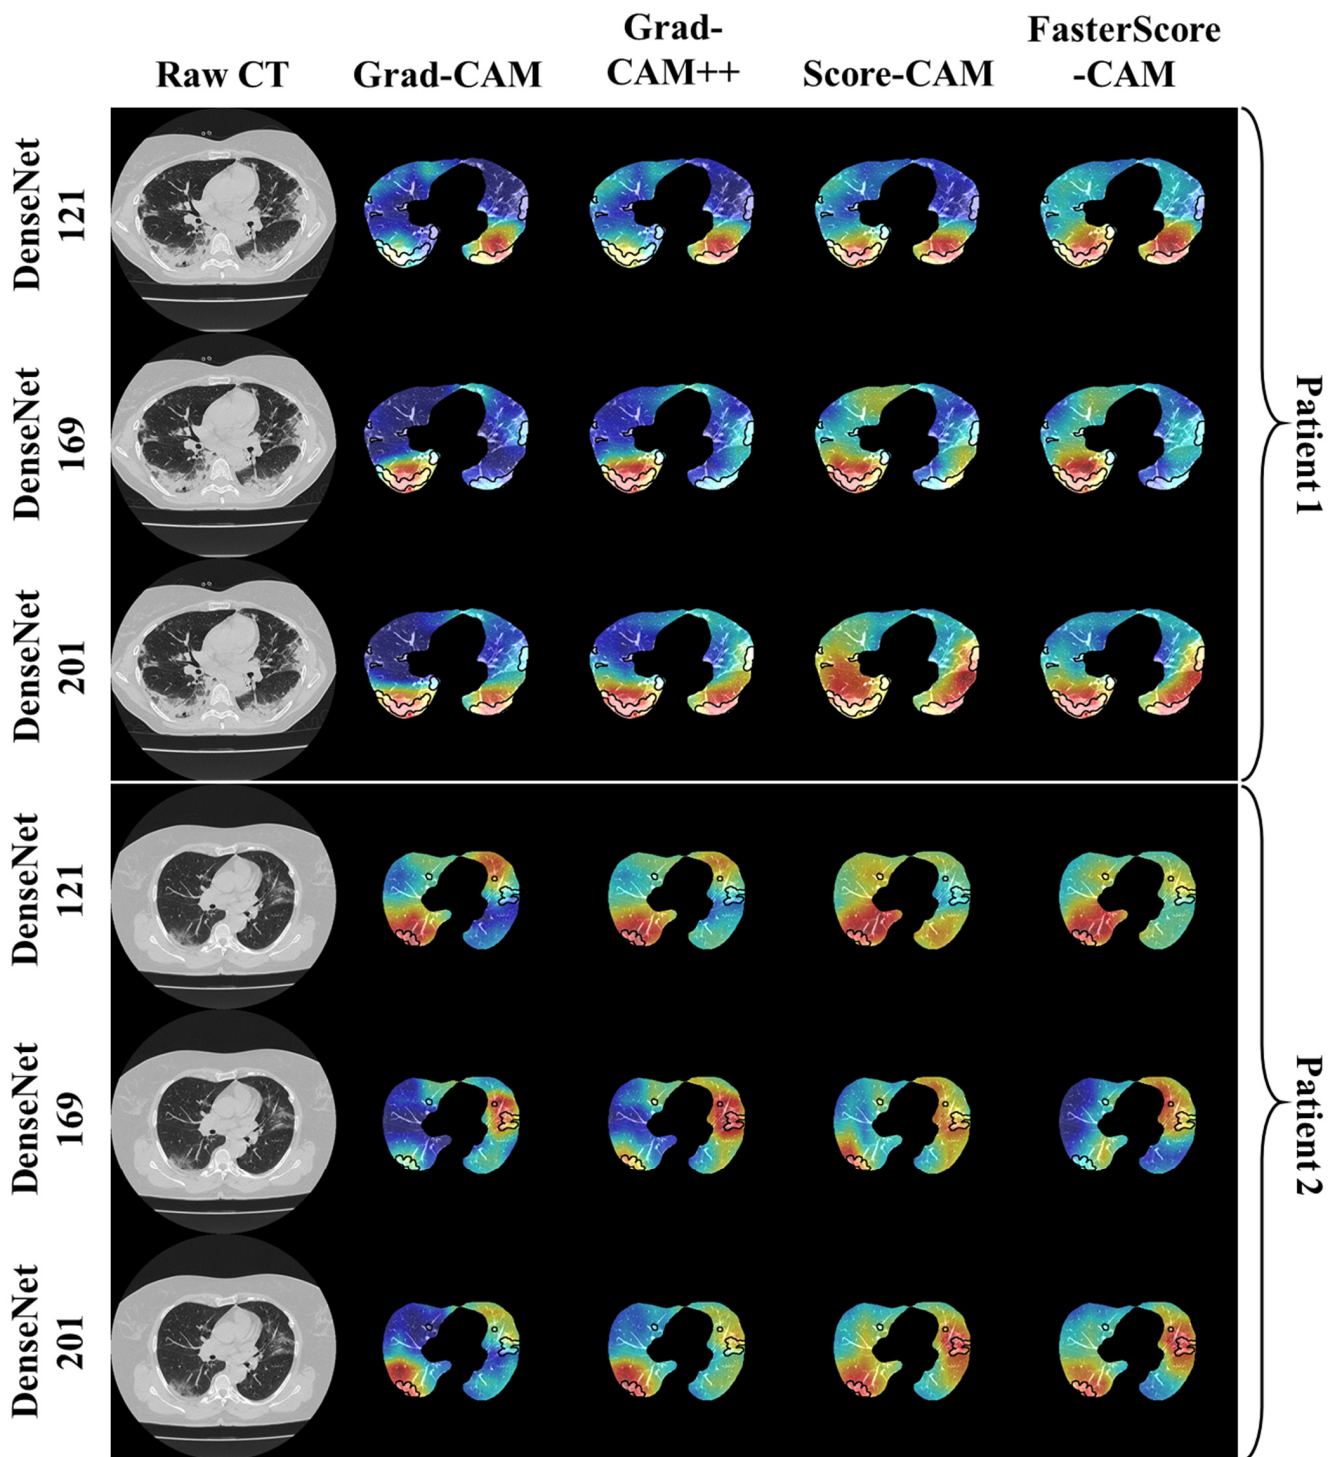 Raw CT
Grad-CAM
Grad-
CAM++
Score-CAM
FasterScore
-CAM
DenseNet
121
DenseNet
169
DenseNet
201
Patient 1
DenseNet
121
DenseNet
169
DenseNet
201
Patient 2